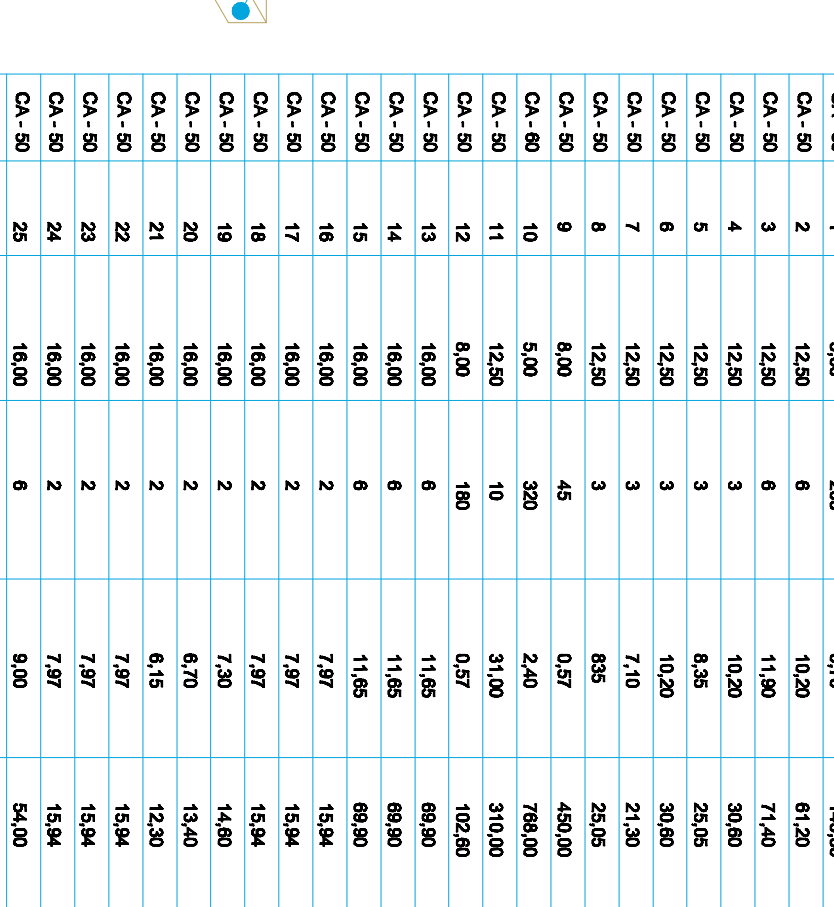 CA - 50 2 12,50 6 10,20 61,20
CA - 50 3 12,50 6 11,90 71,40
CA - 50 4 12,50 3 10,20 30,60
CA - 50 5 12,50 3 8,35 25,05
CA - 50 6 12,50 3 10,20 30,60
CA - 50 7 12,50 3 7,10 21,30
CA - 50 8 12,50 3 835 25,05
CA - 50 9 8,00 45 0,57 450,00
CA - 60 10 5,00 320 2,40 768,00
CA - 50 11 12,50 10 31,00 310,00
CA - 50 12 8,00 180 0,57 102,60
CA - 50 13 16,00 6 11,65 69,90
CA - 50 14 16,00 6 11,65 69,90
CA - 50 15 16,00 6 11,65 69,90
CA - 50 16 16,00 2 7,97 15,94
CA - 50 17 16,00 2 7,97 15,94
CA - 50 18 16,00 2 7,97 15,94
CA - 50 19 16,00 2 7,30 14,60
CA - 50 20 16,00 2 6,70 13,40
CA - 50 21 16,00 2 6,15 12,30
CA - 50 22 16,00 2 7,97 15,94
CA - 50 23 16,00 2 7,97 15,94
CA - 50 24 16,00 2 7,97 15,94
CA - 50 25 16,00 6 9,00 54,00